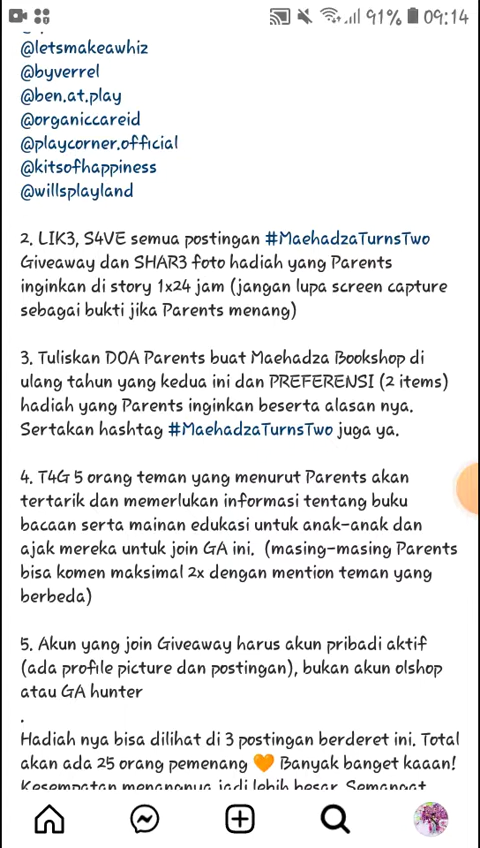 91% 09:14
@letsmakeawhiz
@byverrel
@ben.at.play
@organiccareid
@playcorner.official
@kitsofhappiness
@willsplayland
2. LIK3, S4VE semua postingan #MaehadzaTurnsTwo
Giveaway dan SHAR3 foto hadiah yang Parents
inginkan di story 1x24 jam (jangan lupa screen capture
sebagai bukti jika Parents menang)
3. Tuliskan DOA Parents buat Maehadza Bookshop di
ulang tahun yang kedua ini dan PREFERENSI (2 items)
hadiah yang Parents inginkan beserta alasan nya.
Sertakan hashtag #MaehadzaTurnsTwo juga ya.
4. T4G 5 orang teman yang menurut Parents akan
tertarik dan memerlukan informasi tentang buku
bacaan serta mainan edukasi untuk anak-anak dan
ajak mereka untuk join GA ini. (masing-masing Parents
bisa komen maksimal 2x dengan mention teman yang
berbeda)
5. Akun yang join Giveaway harus akun pribadi aktif
(ada profile picture dan postingan), bukan akun olshop
atau GA hunter
.
Hadiah nya bisa dilihat di 3 postingan berderet ini. Total
akan ada 25 orang pemenang 🧡 Banyak banget kaaan!
Kesempatan menangnya jadi lebih besar. Semangat